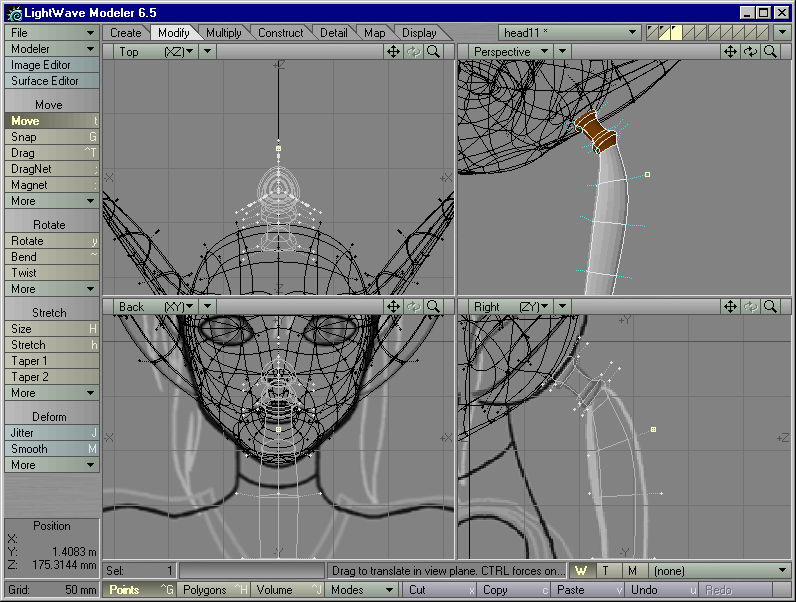 LightWave Modeler 6.5
File
Create Modify Multiply Construct Detail Map Display head11 *
Modeler
Top (XZ) Perspective
Image Editor
Surface Editor
Move
Move t
Snap G
Drag ^T
DragNet ;
Magnet :
More
Rotate
Rotate y
Bend ~
Twist
More
Back (XY) Right (ZY)
Stretch
Size H
Stretch h
Taper 1
Taper 2
More
Deform
Jitter J
Smooth M
More
Position
X:
Y: 1.4083 m
Z: 175.3144 mm
Sel: 1 Drag to translate in view plane. CTRL forces on... W T M (none)
Grid: 50 mm Points ^G Polygons ^H Volume ^J Modes Cut x Copy c Paste v Undo u Redo